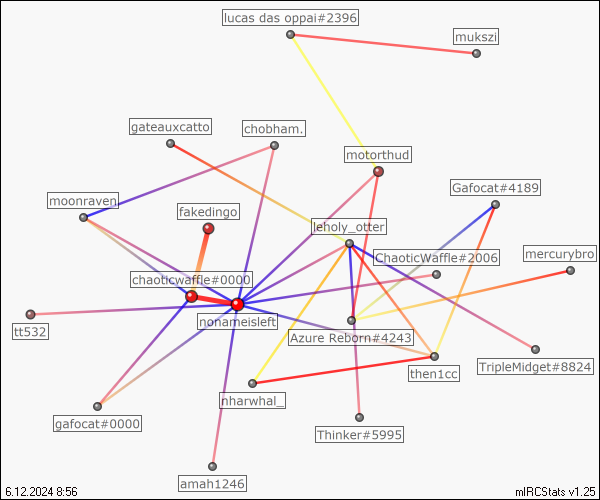 lucas das oppai#2396
mukszi
gateauxcatto
chobham.
motorthud
Gafocat#4189
moonraven
fakedingo
leholy_otter
ChaoticWaffle#2006
mercurybro
chaoticwaffle#0000
nonameisleft
tt532
Azure Reborn#4243
then1cc
TripleMidget#8824
nharwhal_
gafocat#0000
Thinker#5995
amah1246
6.12.2024 8:56
mIRCStats v1.25